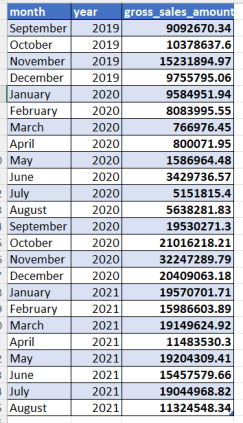 month year gross_sales_amount
September 2019 9092670.34
October 2019 10378637.6
November 2019 15231894.97
December 2019 9755795.06
January 2020 9584951.94
February 2020 8083995.55
March 2020 766976.45
April 2020 800071.95
May 2020 1586964.48
June 2020 3429736.57
July 2020 5151815.4
August 2020 5638281.83
September 2020 19530271.3
October 2020 21016218.21
November 2020 32247289.79
December 2020 20409063.18
January 2021 19570701.71
February 2021 15986603.89
March 2021 19149624.92
April 2021 11483530.3
May 2021 19204309.41
June 2021 15457579.66
July 2021 19044968.82
August 2021 11324548.34